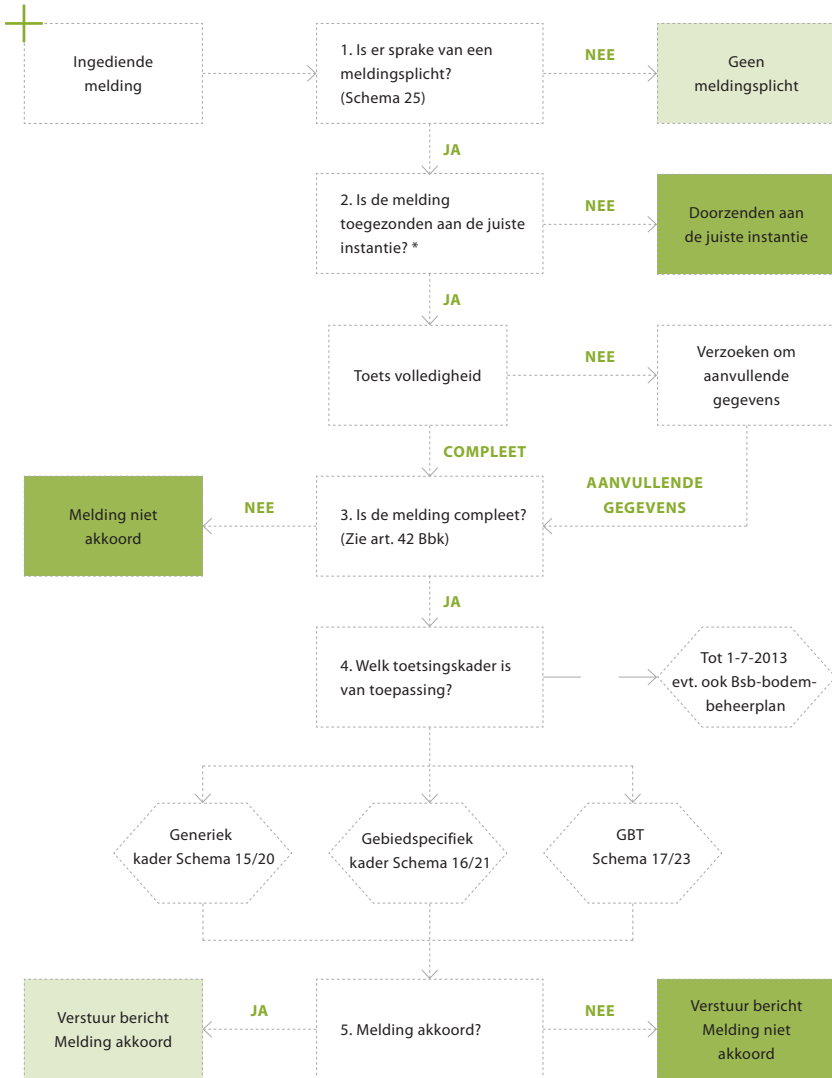 Ingediende
melding
1. Is er sprake van een
meldingsplicht?
(Schema 25)
NEE
Geen
meldingsplicht
JA
2. Is de melding
toegezonden aan de juiste
instantie? *
NEE
Doorzenden aan
de juiste instantie
JA
Toets volledigheid
NEE
Verzoeken om
aanvullende
gegevens
COMPLEET
AANVULLENDE
GEGEVENS
Melding niet
akkoord
NEE
3. Is de melding compleet?
(Zie art. 42 Bbk)
JA
4. Welk toetsingskader is
van toepassing?
Tot 1-7-2013
evt. ook Bsb-bodem-
beheerplan
Generiek
kader Schema 15/20
Gebiedspecifiek
kader Schema 16/21
GBT
Schema 17/23
Verstuur bericht
Melding akkoord
JA
5. Melding akkoord?
NEE
Verstuur bericht
Melding niet
akkoord